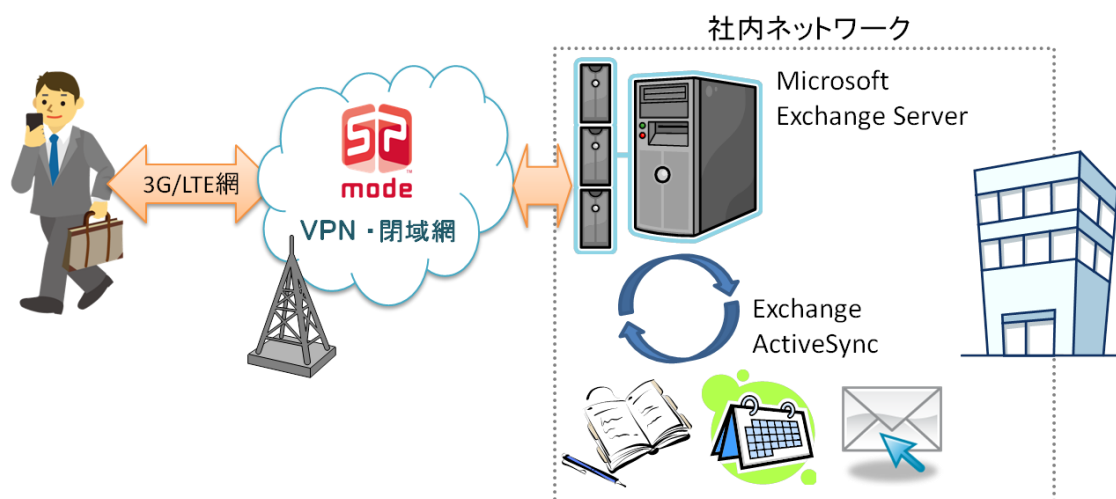 社内ネットワーク
Microsoft
Exchange Server
3G/LTE網
SP
mode
VPN・閉域網
Exchange
ActiveSync